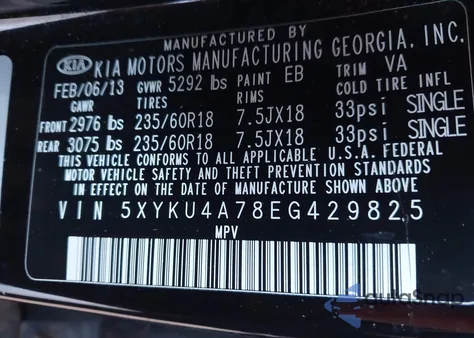 MANUFACTURED BY
KIA KIA MOTORS MANUFACTURING GEORGIA, INC.
FEB/06/13 GVWR 5292 lbs PAINT EB TRIM VA
GAWR TIRES RIMS COLD TIRE INFL
FRONT 2976 lbs 235/60R18 7.5JX18 33psi SINGLE
REAR 3075 lbs 235/60R18 7.5JX18 33psi SINGLE
THIS VEHICLE CONFORMS TO ALL APPLICABLE U.S.A. FEDERAL
MOTOR VEHICLE SAFETY AND THEFT PREVENTION STANDARDS
IN EFFECT ON THE DATE OF MANUFACTURE SHOWN ABOVE
VIN 5XYKU4A78EG429825
MPV
autoSnap